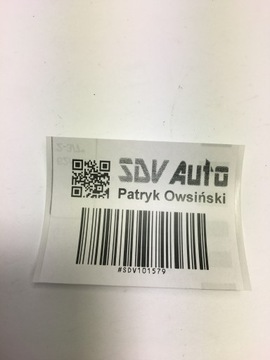 SDV Auto
Patryk Owsiński
#SDV101579